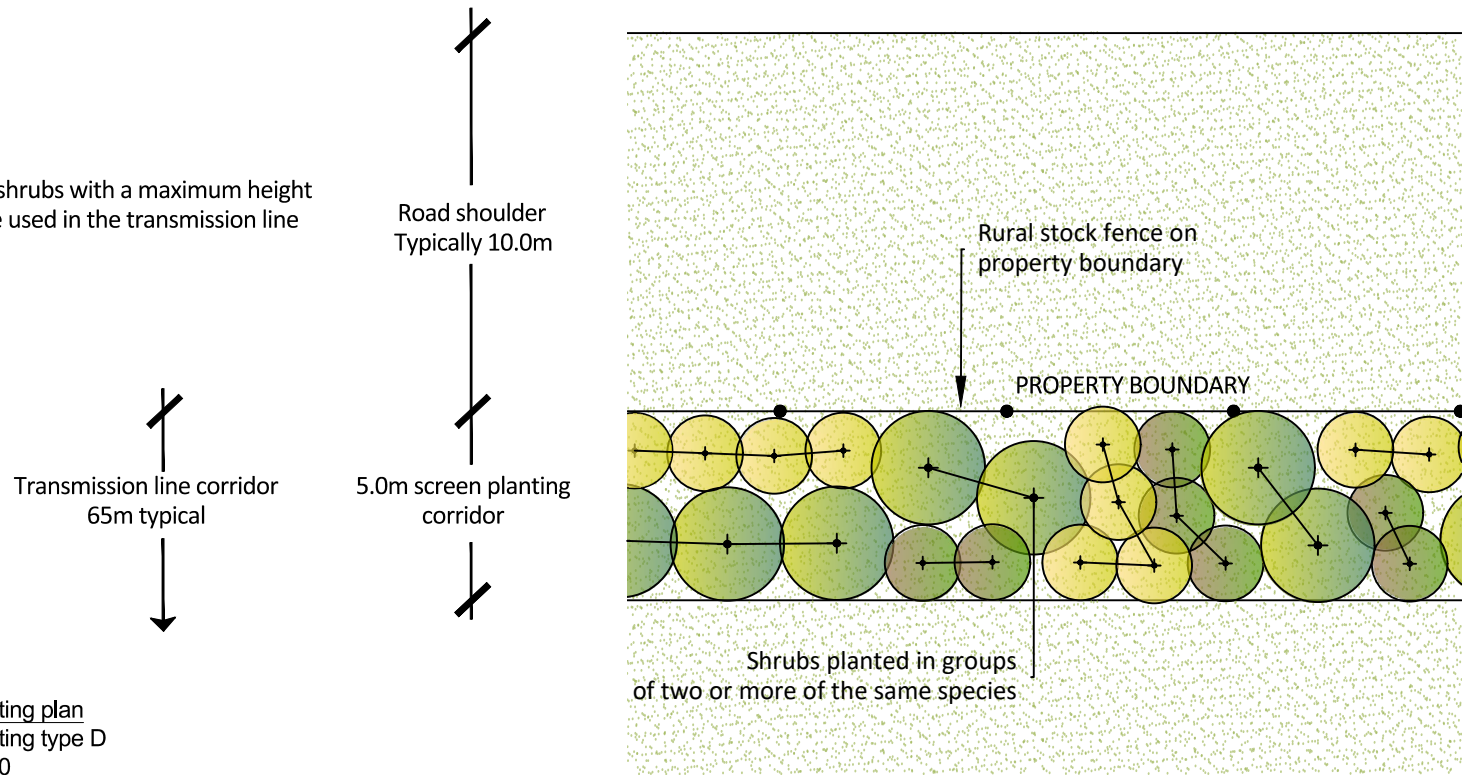 shrubs with a maximum height
used in the transmission line
Road shoulder
Typically 10.0m
Rural stock fence on
property boundary
PROPERTY BOUNDARY
Transmission line corridor
65m typical
5.0m screen planting
corridor
Shrubs planted in groups
of two or more of the same species
ting plan
ting type D
0